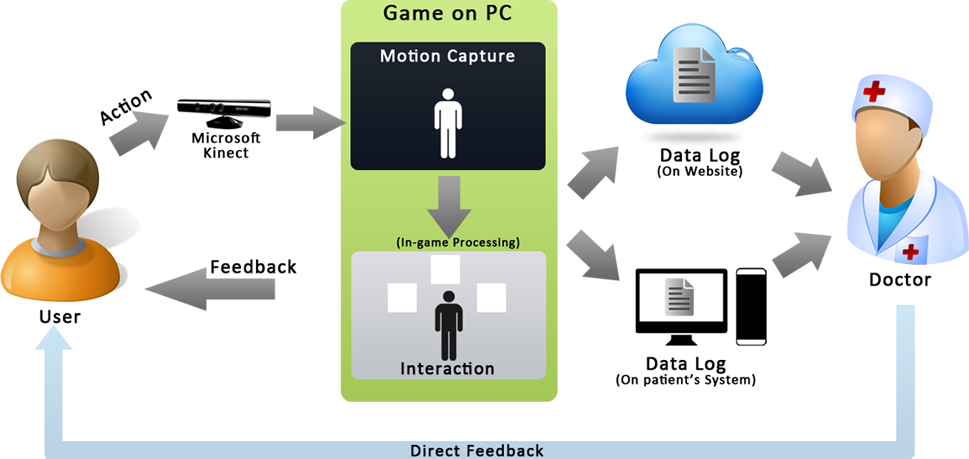 Game on PC
Motion Capture
Action
Microsoft
Kinect
Data Log
(On Website)
(In-game Processing)
Feedback
Doctor
User
Interaction
Data Log
(On patient's System)
Direct Feedback